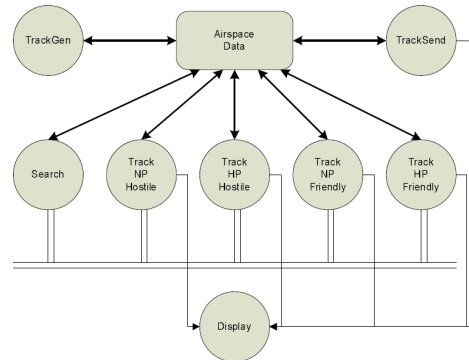 TrackGen
Airspace
Data
TrackSend
Search
Track
NP
Hostile
Track
HP
Hostile
Track
NP
Friendly
Track
HP
Friendly
Display